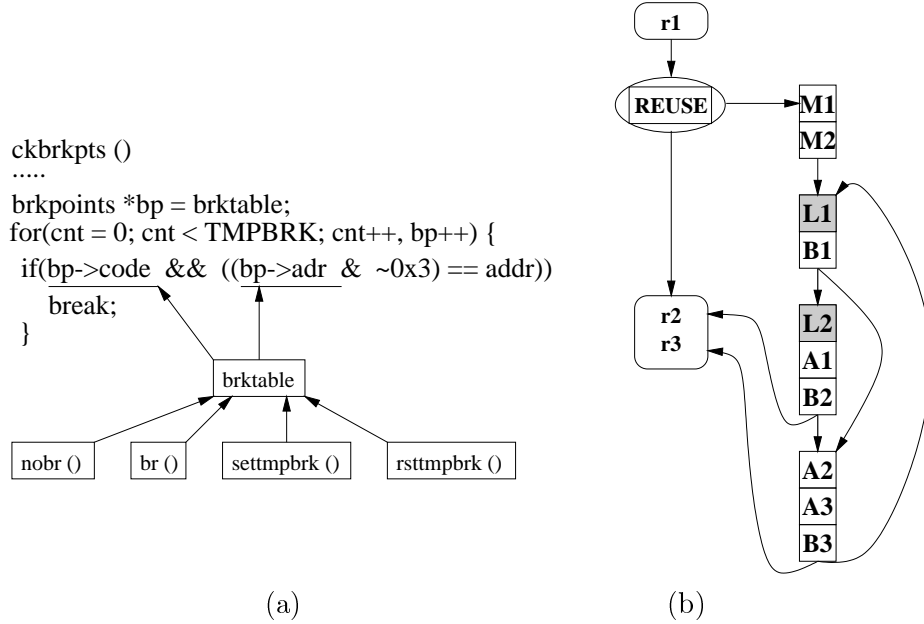 ckbrkpts ()
.....
brkpoints *bp = brktable;
for(cnt = 0; cnt < TMPBRK; cnt++, bp++) {
if(bp->code && ((bp->adr & ~0x3) == addr))
break;
}
brktable
nobr ()
br ()
settmpbrk ()
rsttmpbrk ()
(a)
r1
REUSE
M1
M2
L1
B1
L2
A1
B2
r2
r3
A2
A3
B3
(b)